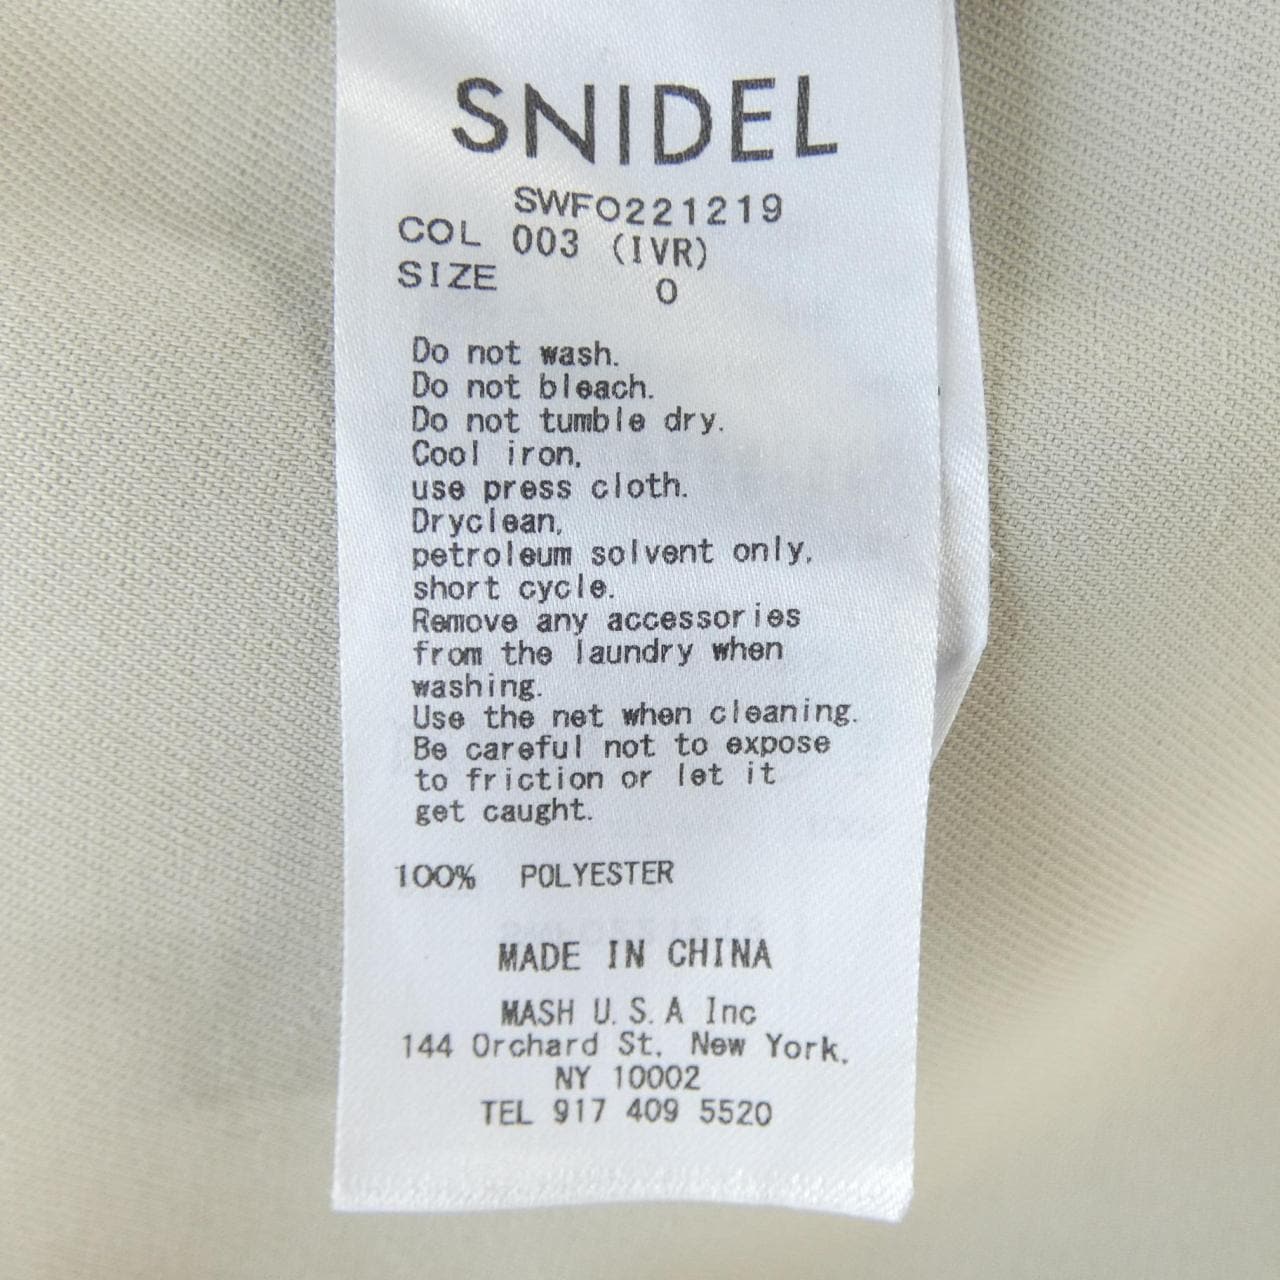 SNIDEL
SWFO221219
COL 003 (IVR)
SIZE 0
Do not wash.
Do not bleach.
Do not tumble dry.
Cool iron,
use press cloth.
Dryclean,
petroleum solvent only,
short cycle.
Remove any accessories
from the laundry when
washing.
Use the net when cleaning.
Be careful not to expose
to friction or let it
get caught.
100% POLYESTER
MADE IN CHINA
MASH U.S.A Inc
144 Orchard St, New York,
NY 10002
TEL 917 409 5520